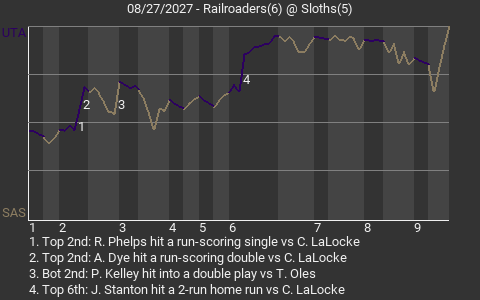 08/27/2027 - Railroaders(6) @ Sloths(5)
UTA
4
2
3
1
SAS
1 2 3 4 5 6 7 8 9
1. Top 2nd: R. Phelps hit a run-scoring single vs C. LaLocke
2. Top 2nd: A. Dye hit a run-scoring double vs C. LaLocke
3. Bot 2nd: P. Kelley hit into a double play vs T. Oles
4. Top 6th: J. Stanton hit a 2-run home run vs C. LaLocke